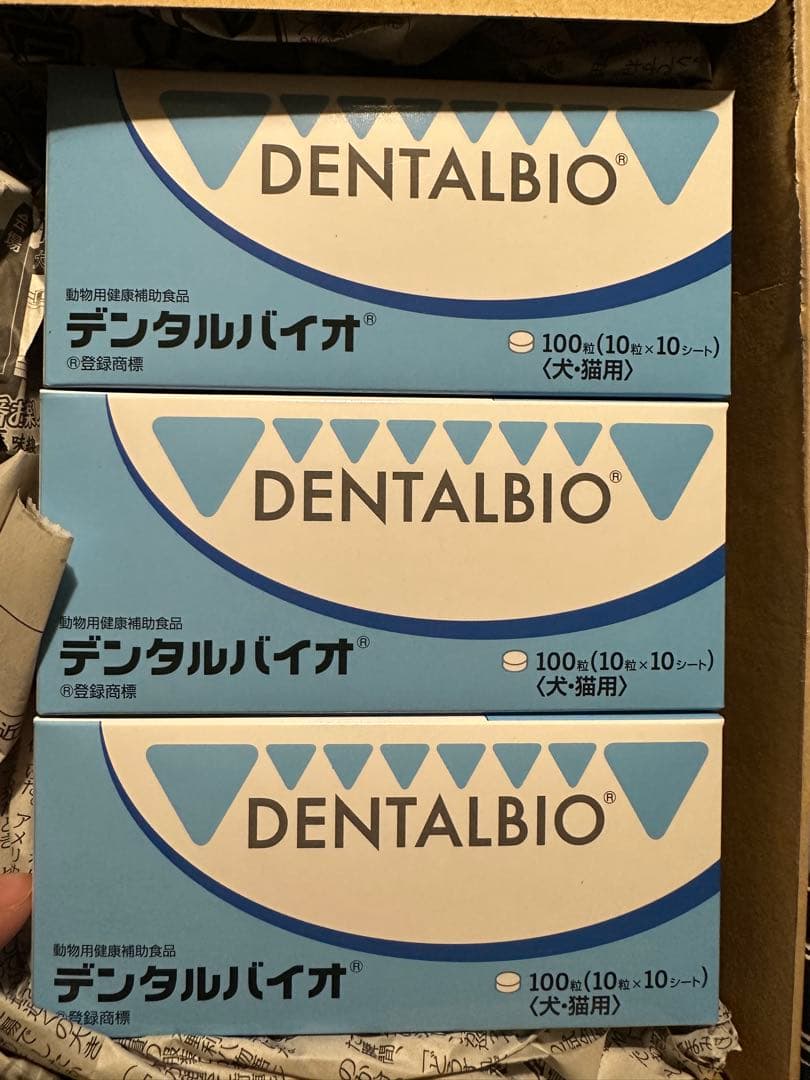 DENTALBIO®
動物用健康補助食品
デンタルバイオ®
®登録商標
100粒(10粒×10シート)
〈犬・猫用〉
DENTALBIO®
動物用健康補助食品
デンタルバイオ®
®登録商標
100粒(10粒×10シート)
〈犬・猫用〉
DENTALBIO®
動物用健康補助食品
デンタルバイオ®
®登録商標
100粒(10粒×10シート)
〈犬・猫用〉